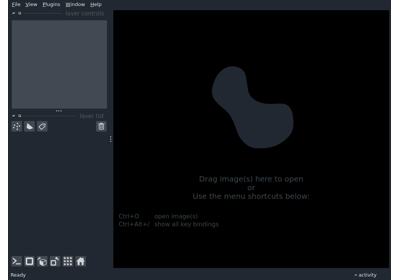 File View Plugins Window Help
layer controls
layer list
Drag image(s) here to open
or
Use the menu shortcuts below:
Ctrl+O open image(s)
Ctrl+Alt+/ show all key bindings
Ready
activity